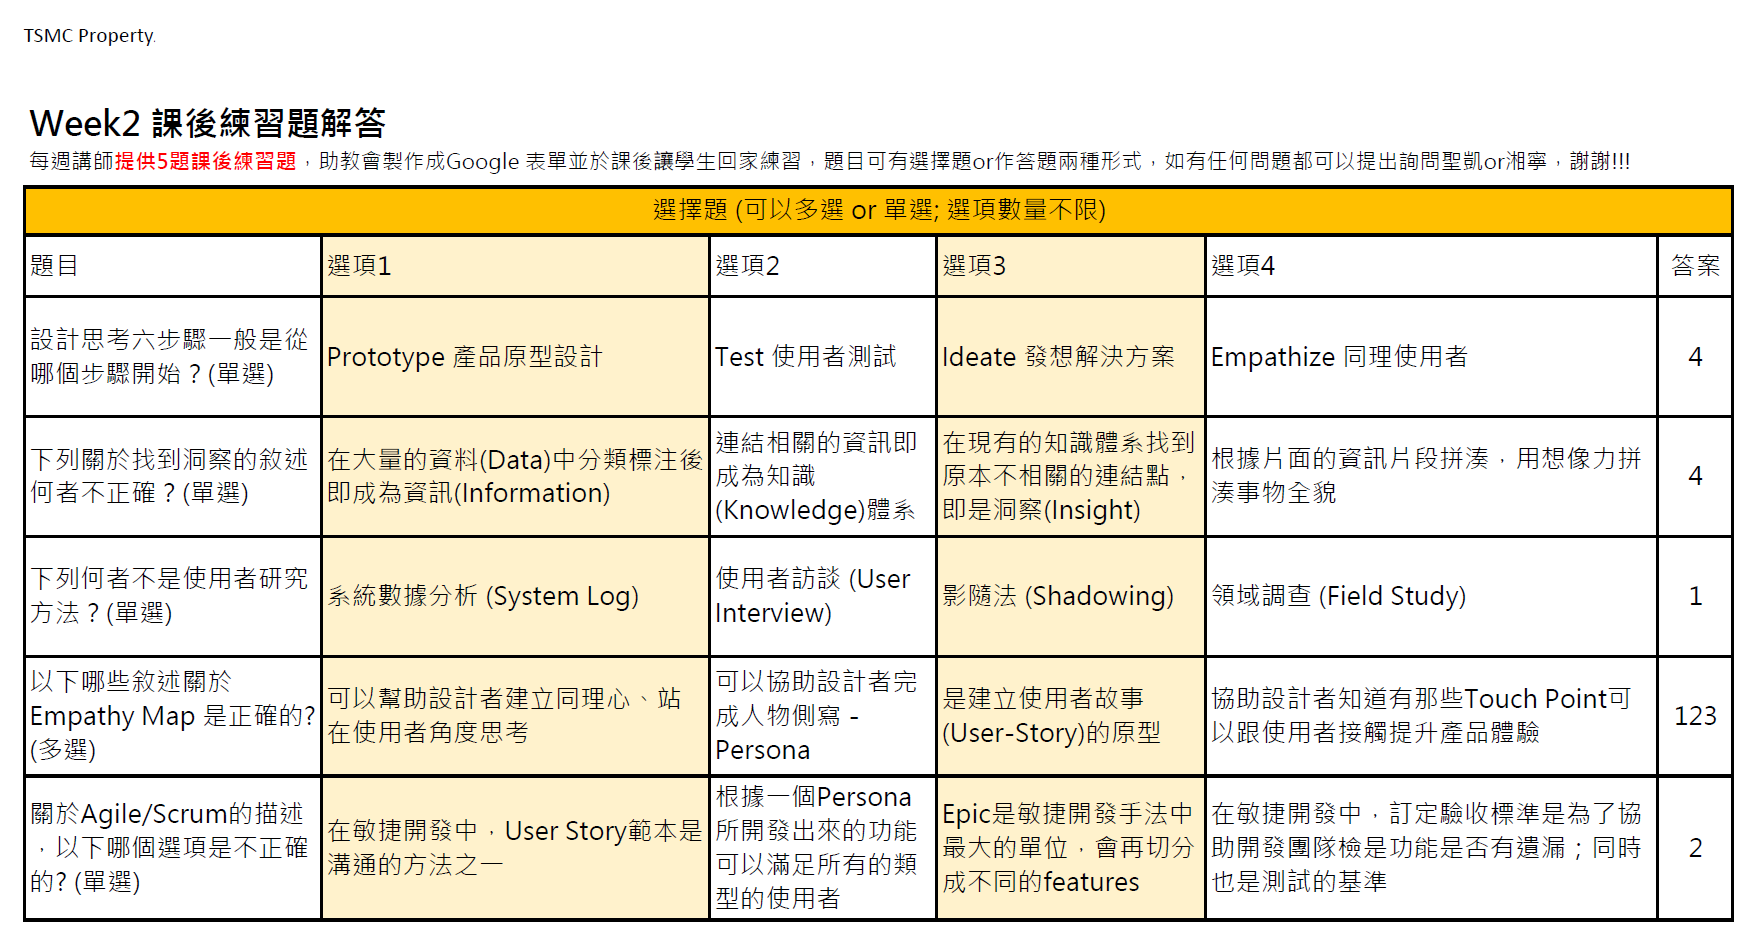 TSMC Property.
Week2 課後練習題解答
每週講師提供5題課後練習題，助教會製作成Google 表單並於課後讓學生回家練習，題目可有選擇題or作答題兩種形式，如有任何問題都可以提出詢問聖凱or湘寧，謝謝!!!
選擇題 (可以多選 or 單選; 選項數量不限)
題目
選項1
選項2
選項3
選項4
答案
設計思考六步驟一般是從
哪個步驟開始？(單選)
Prototype 產品原型設計
Test 使用者測試
Ideate 發想解決方案
Empathize 同理使用者
4
下列關於找到洞察的敘述
何者不正確？(單選)
在大量的資料(Data)中分類標注後
即成為資訊(Information)
連結相關的資訊即
成為知識
(Knowledge)體系
在現有的知識體系找到
原本不相關的連結點，
即是洞察(Insight)
根據片面的資訊片段拼湊，用想像力拼
湊事物全貌
4
下列何者不是使用者研究
方法？(單選)
系統數據分析 (System Log)
使用者訪談 (User
Interview)
影隨法 (Shadowing)
領域調查 (Field Study)
1
以下哪些敘述關於
Empathy Map 是正確的?
(多選)
可以幫助設計者建立同理心、站
在使用者角度思考
可以協助設計者完
成人物側寫 -
Persona
是建立使用者故事
(User-Story)的原型
協助設計者知道有那些Touch Point可
以跟使用者接觸提升產品體驗
123
關於Agile/Scrum的描述
，以下哪個選項是不正確
的? (單選)
在敏捷開發中，User Story範本是
溝通的方法之一
根據一個Persona
所開發出來的功能
可以滿足所有的類
型的使用者
Epic是敏捷開發手法中
最大的單位，會再切分
成不同的features
在敏捷開發中，訂定驗收標準是為了協
助開發團隊檢是功能是否有遺漏；同時
也是測試的基準
2